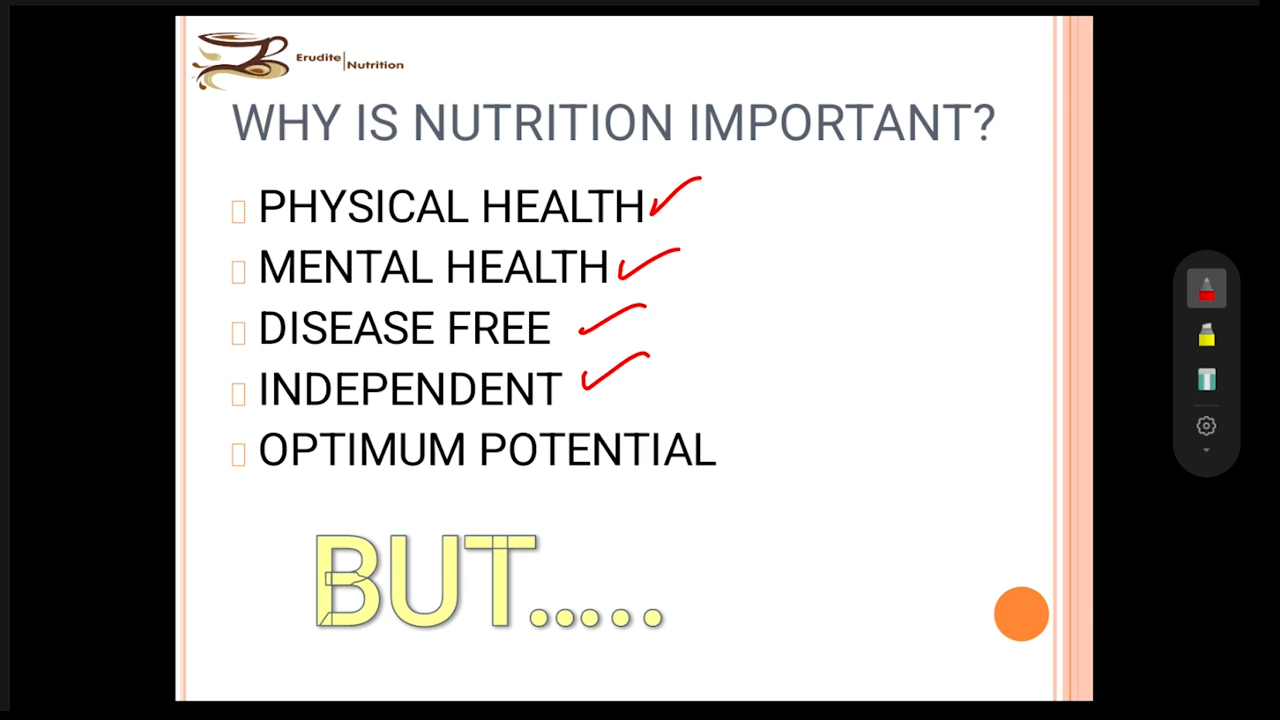 Erudite Nutrition
WHY IS NUTRITION IMPORTANT?
PHYSICAL HEALTH
MENTAL HEALTH
DISEASE FREE
INDEPENDENT
OPTIMUM POTENTIAL
BUT.....